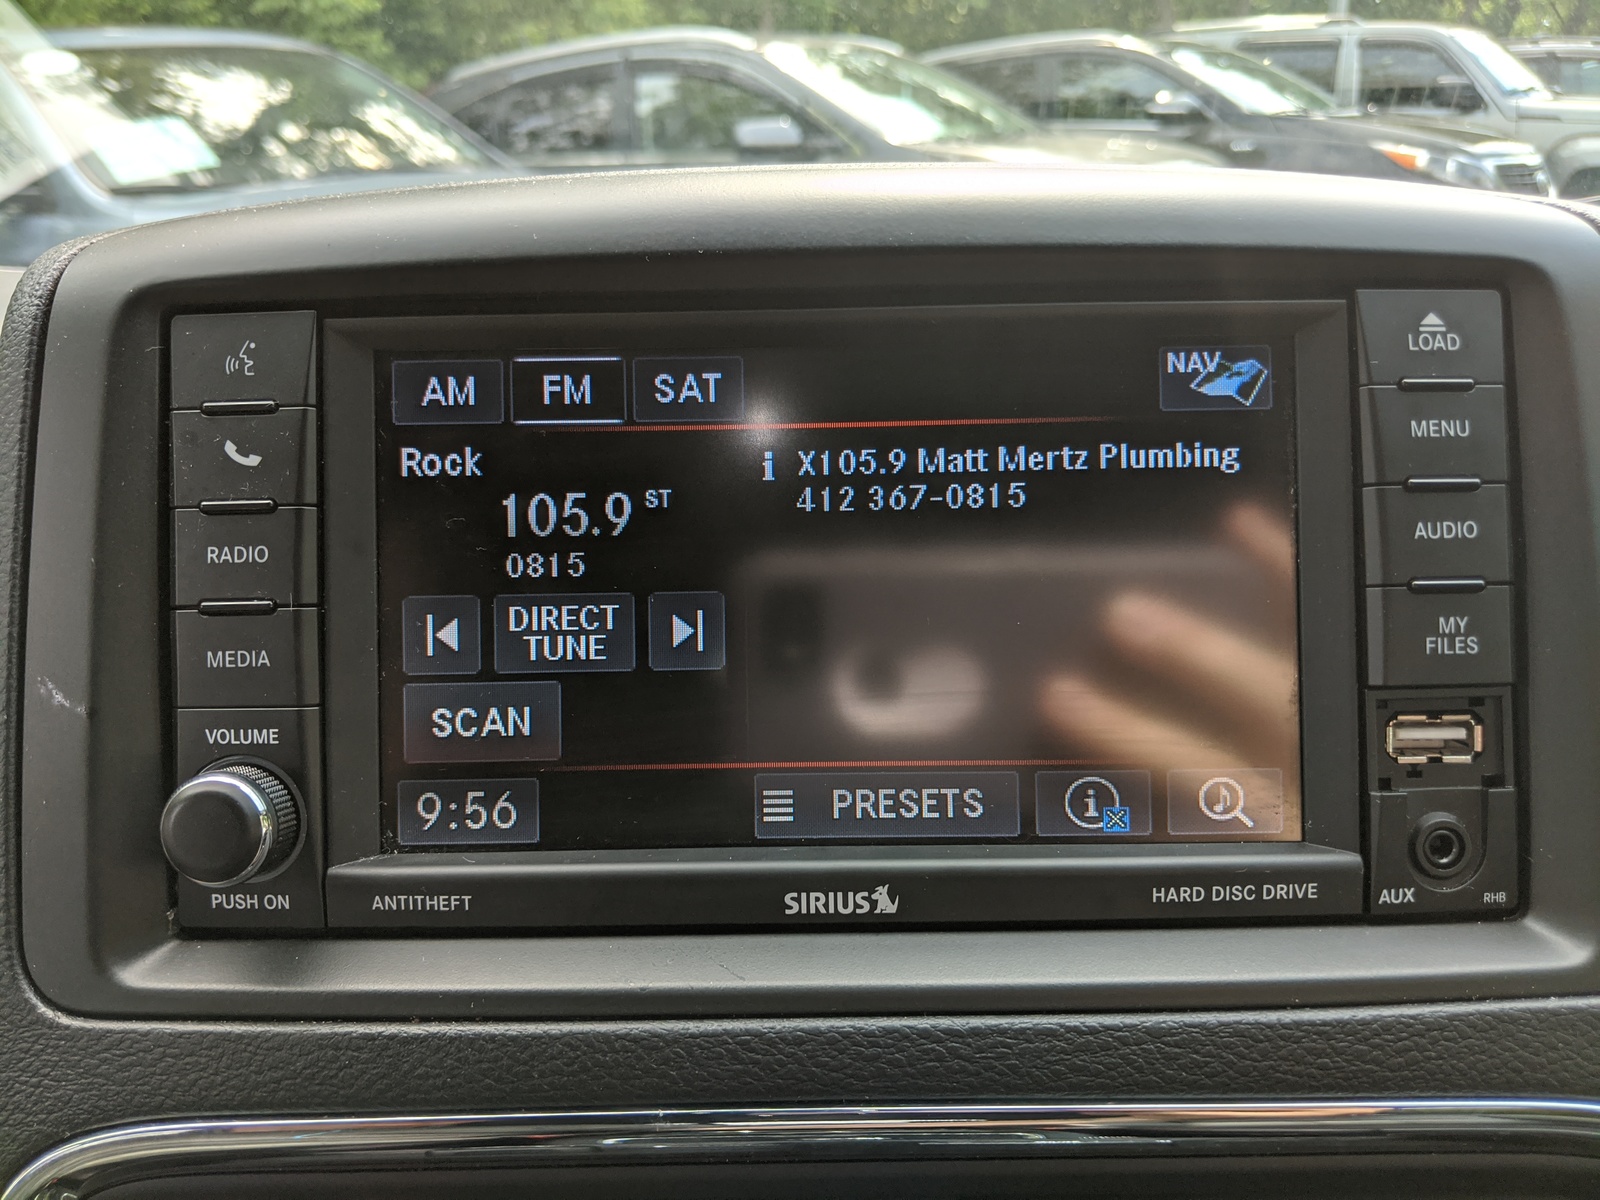 AM
FM
SAT
NAV
Rock
105.9 ST
0815
i X105.9 Matt Mertz Plumbing
412 367-0815
DIRECT
TUNE
SCAN
9:56
PRESETS
i
RADIO
MEDIA
VOLUME
PUSH ON
ANTITHEFT
SIRIUS
HARD DISC DRIVE
LOAD
MENU
AUDIO
MY
FILES
AUX
RHB